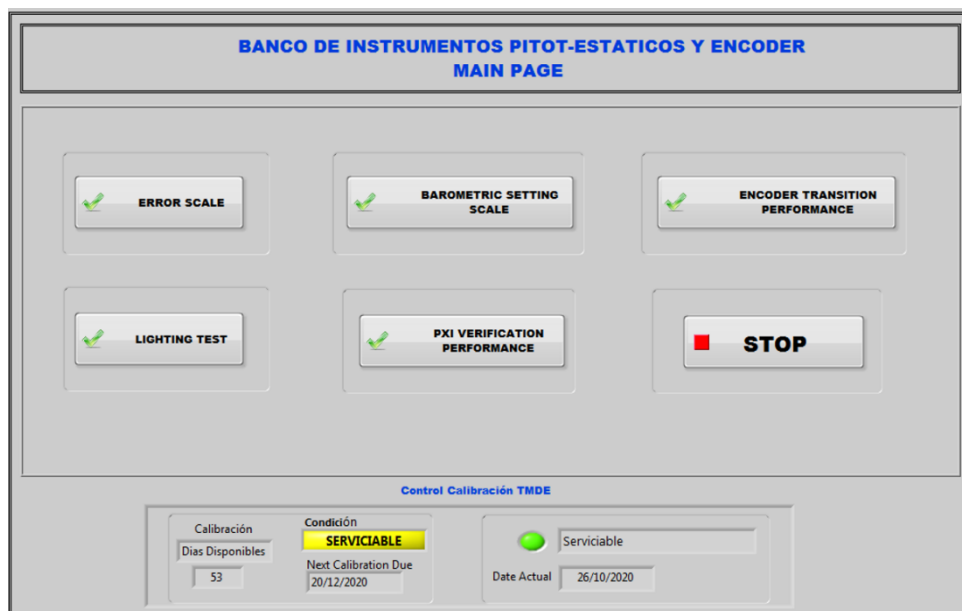 BANCO DE INSTRUMENTOS PITOT-ESTATICOS Y ENCODER
MAIN PAGE
ERROR SCALE
BAROMETRIC SETTING
SCALE
ENCODER TRANSITION
PERFORMANCE
LIGHTING TEST
PXI VERIFICATION
PERFORMANCE
STOP
Control Calibración TMDE
Calibración
Dias Disponibles
53
Condición
SERVICIABLE
Next Calibration Due
20/12/2020
Serviciable
Date Actual 26/10/2020